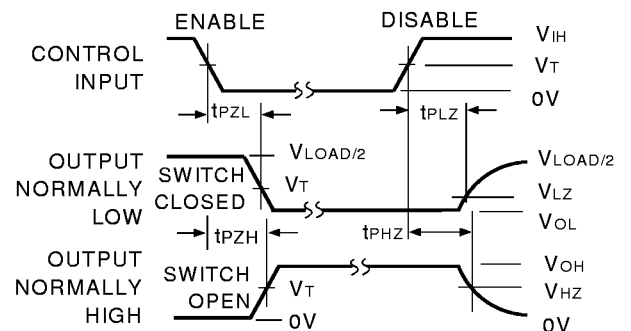 ENABLE
DISABLE
CONTROL
INPUT
VIH
VT
0V
tPZL
tPLZ
OUTPUT
NORMALLY
LOW
SWITCH
CLOSED
VLOAD/2
VT
VLOAD/2
VLZ
VOL
tPZH
tPHZ
OUTPUT
NORMALLY
HIGH
SWITCH
OPEN
VT
0V
VOH
VHZ
0V